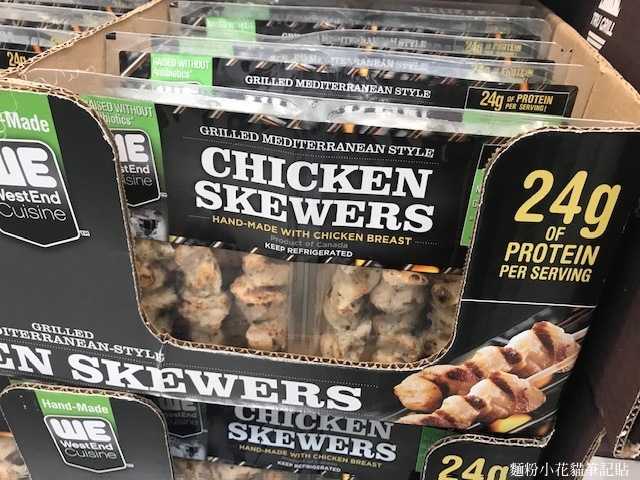 RAISED WITHOUT
Antibiotics*
GRILLED MEDITERRANEAN STYLE
24g OF PROTEIN
PER SERVING
RAISED WITHOUT
GRILLED MEDITERRANEAN STYLE
CHICKEN
SKEWERS
HAND-MADE WITH CHICKEN BREAST
Product of Canada
KEEP REFRIGERATED
24g
OF
PROTEIN
PER SERVING
WE
WestEnd
Cuisine
GRILLED
SKEWERS
Hand-Made
WE
WestEnd
Cuisine
CHICKEN
SKEWERS
HAND-MADE WITH CHICKEN BREAST
KEEP REFRIGERATED
24g
麵粉小花貓筆記貼